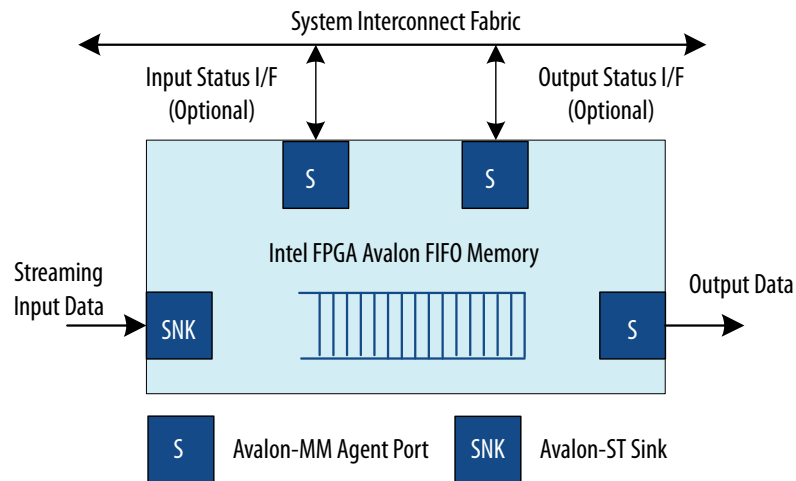 System Interconnect Fabric
Input Status I/F
(Optional)
Output Status I/F
(Optional)
S
S
Intel FPGA Avalon FIFO Memory
Streaming
Input Data
SNK
S
Output Data
S
Avalon-MM Agent Port
SNK
Avalon-ST Sink